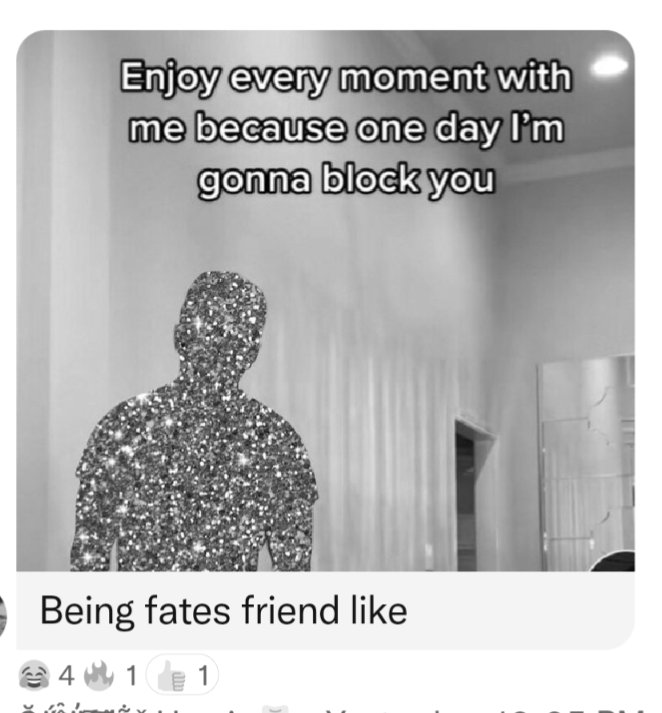 Enjoy every moment with
me because one day I'm
gonna block you
Being fates friend like
4 1 1